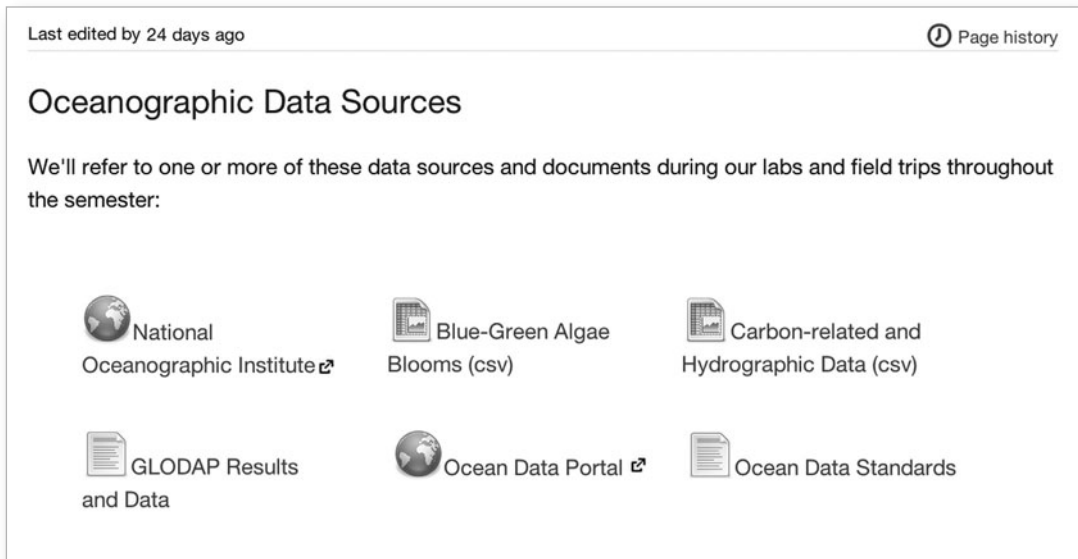 Last edited by 24 days ago
Page history
Oceanographic Data Sources
We'll refer to one or more of these data sources and documents during our labs and field trips throughout
the semester:
National
Oceanographic Institute
Blue-Green Algae
Blooms (csv)
Carbon-related and
Hydrographic Data (csv)
GLODAP Results
and Data
Ocean Data Portal
Ocean Data Standards